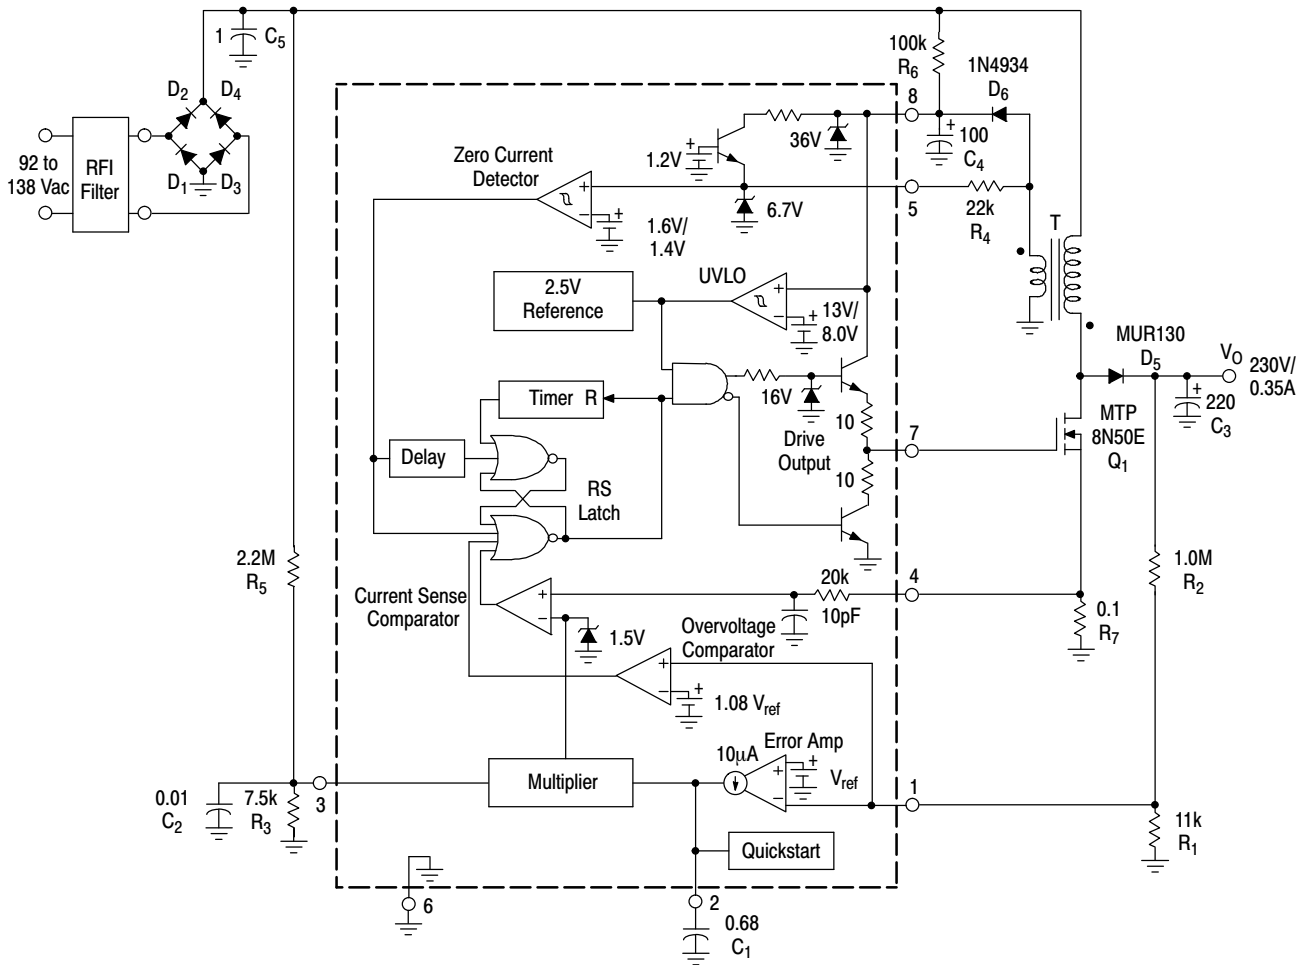 1
C5
100k
R6
1N4934
D6
D2
D4
8
92 to
138 Vac
RFI
Filter
D1
D3
36V
1.2V
100
C4
Zero Current
Detector
+
−
6.7V
5
22k
R4
1.6V/
1.4V
T
UVLO
2.5V
Reference
+
−
13V/
8.0V
MUR130
D5
VO
230V/
0.35A
Timer R
16V
10
Drive
Output
7
MTP
8N50E
Q1
220
C3
Delay
10
RS
Latch
2.2M
R5
Current Sense
Comparator
+
−
20k
10pF
4
1.0M
R2
0.1
R7
1.5V
Overvoltage
Comparator
+
−
1.08 Vref
10μA
Error Amp
+
−
Vref
Multiplier
1
0.01
C2
7.5k
R3
3
11k
R1
Quickstart
6
2
0.68
C1